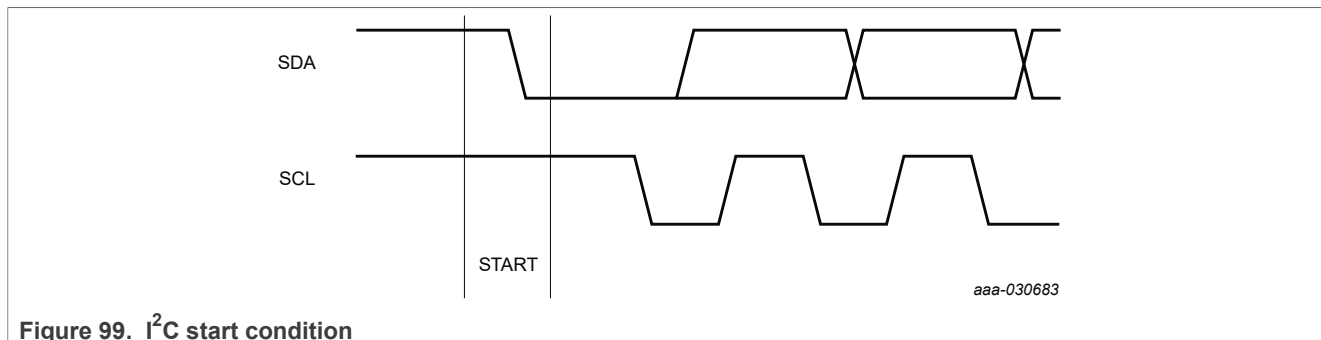 SDA
SCL
START
aaa-030683
Figure 99. I²C start condition